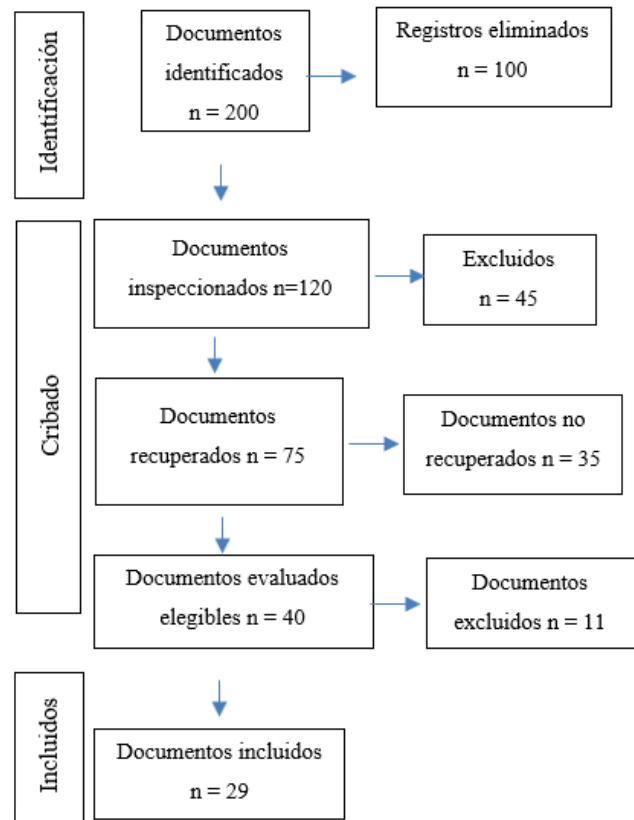 Identificación
Documentos
identificados
n = 200
Registros eliminados
n = 100
Cribado
Documentos
inspeccionados n=120
Excluidos
n = 45
Documentos
recuperados n = 75
Documentos no
recuperados n = 35
Documentos evaluados
elegibles n = 40
Documentos
excluidos n = 11
Incluidos
Documentos incluidos
n = 29